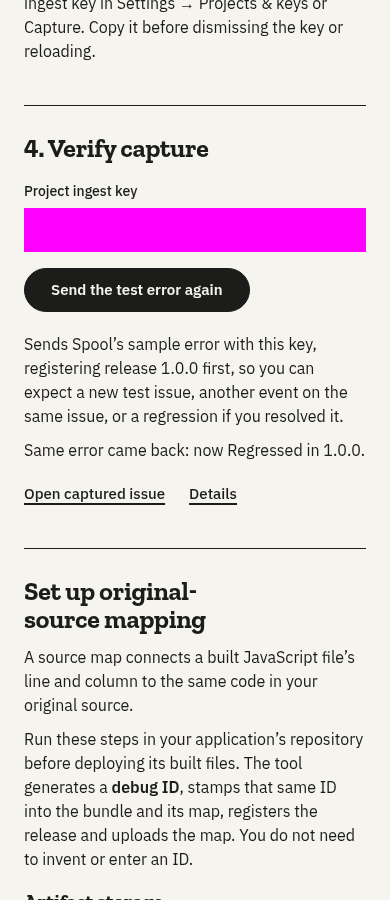 ingest key in Settings → Projects & keys or
Capture. Copy it before dismissing the key or
reloading.
4. Verify capture
Project ingest key
Send the test error again
Sends Spool’s sample error with this key,
registering release 1.0.0 first, so you can
expect a new test issue, another event on the
same issue, or a regression if you resolved it.
Same error came back: now Regressed in 1.0.0.
Open captured issue Details
Set up original-
source mapping
A source map connects a built JavaScript file’s
line and column to the same code in your
original source.
Run these steps in your application’s repository
before deploying its built files. The tool
generates a debug ID, stamps that same ID
into the bundle and its map, registers the
release and uploads the map. You do not need
to invent or enter an ID.
Artifact storage